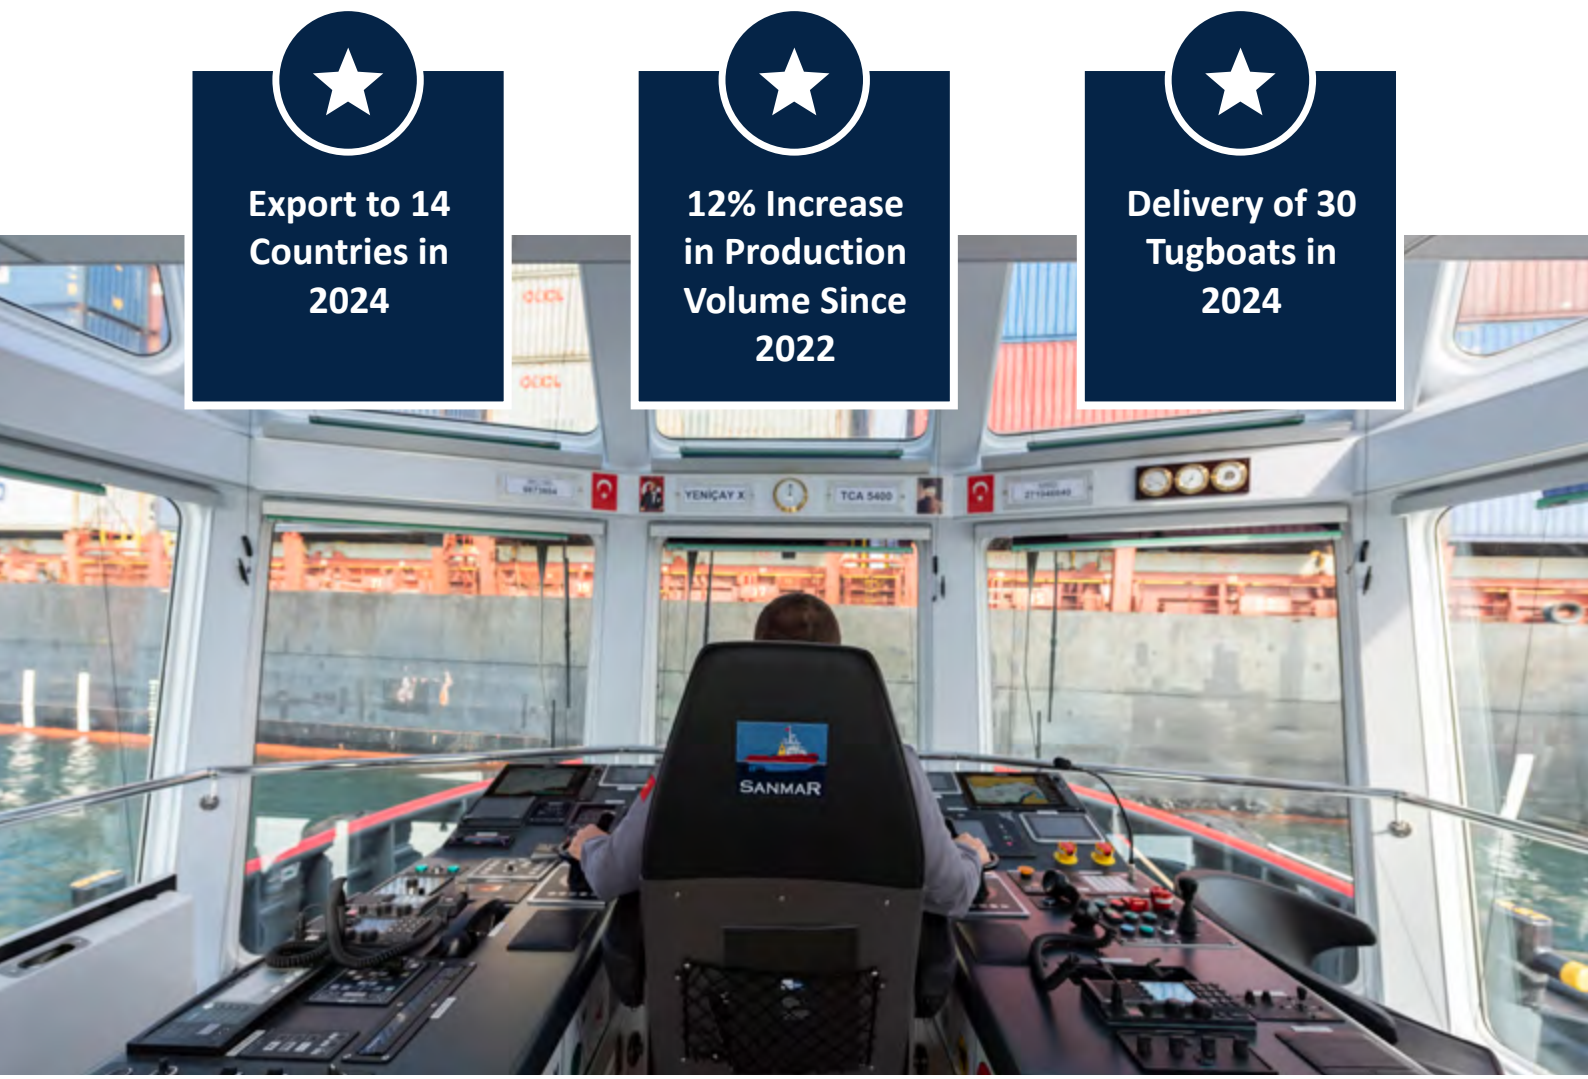 Export to 14
Countries in
2024
12% Increase
in Production
Volume Since
2022
Delivery of 30
Tugboats in
2024
YENİÇAY X
TCA 5400
SANMAR